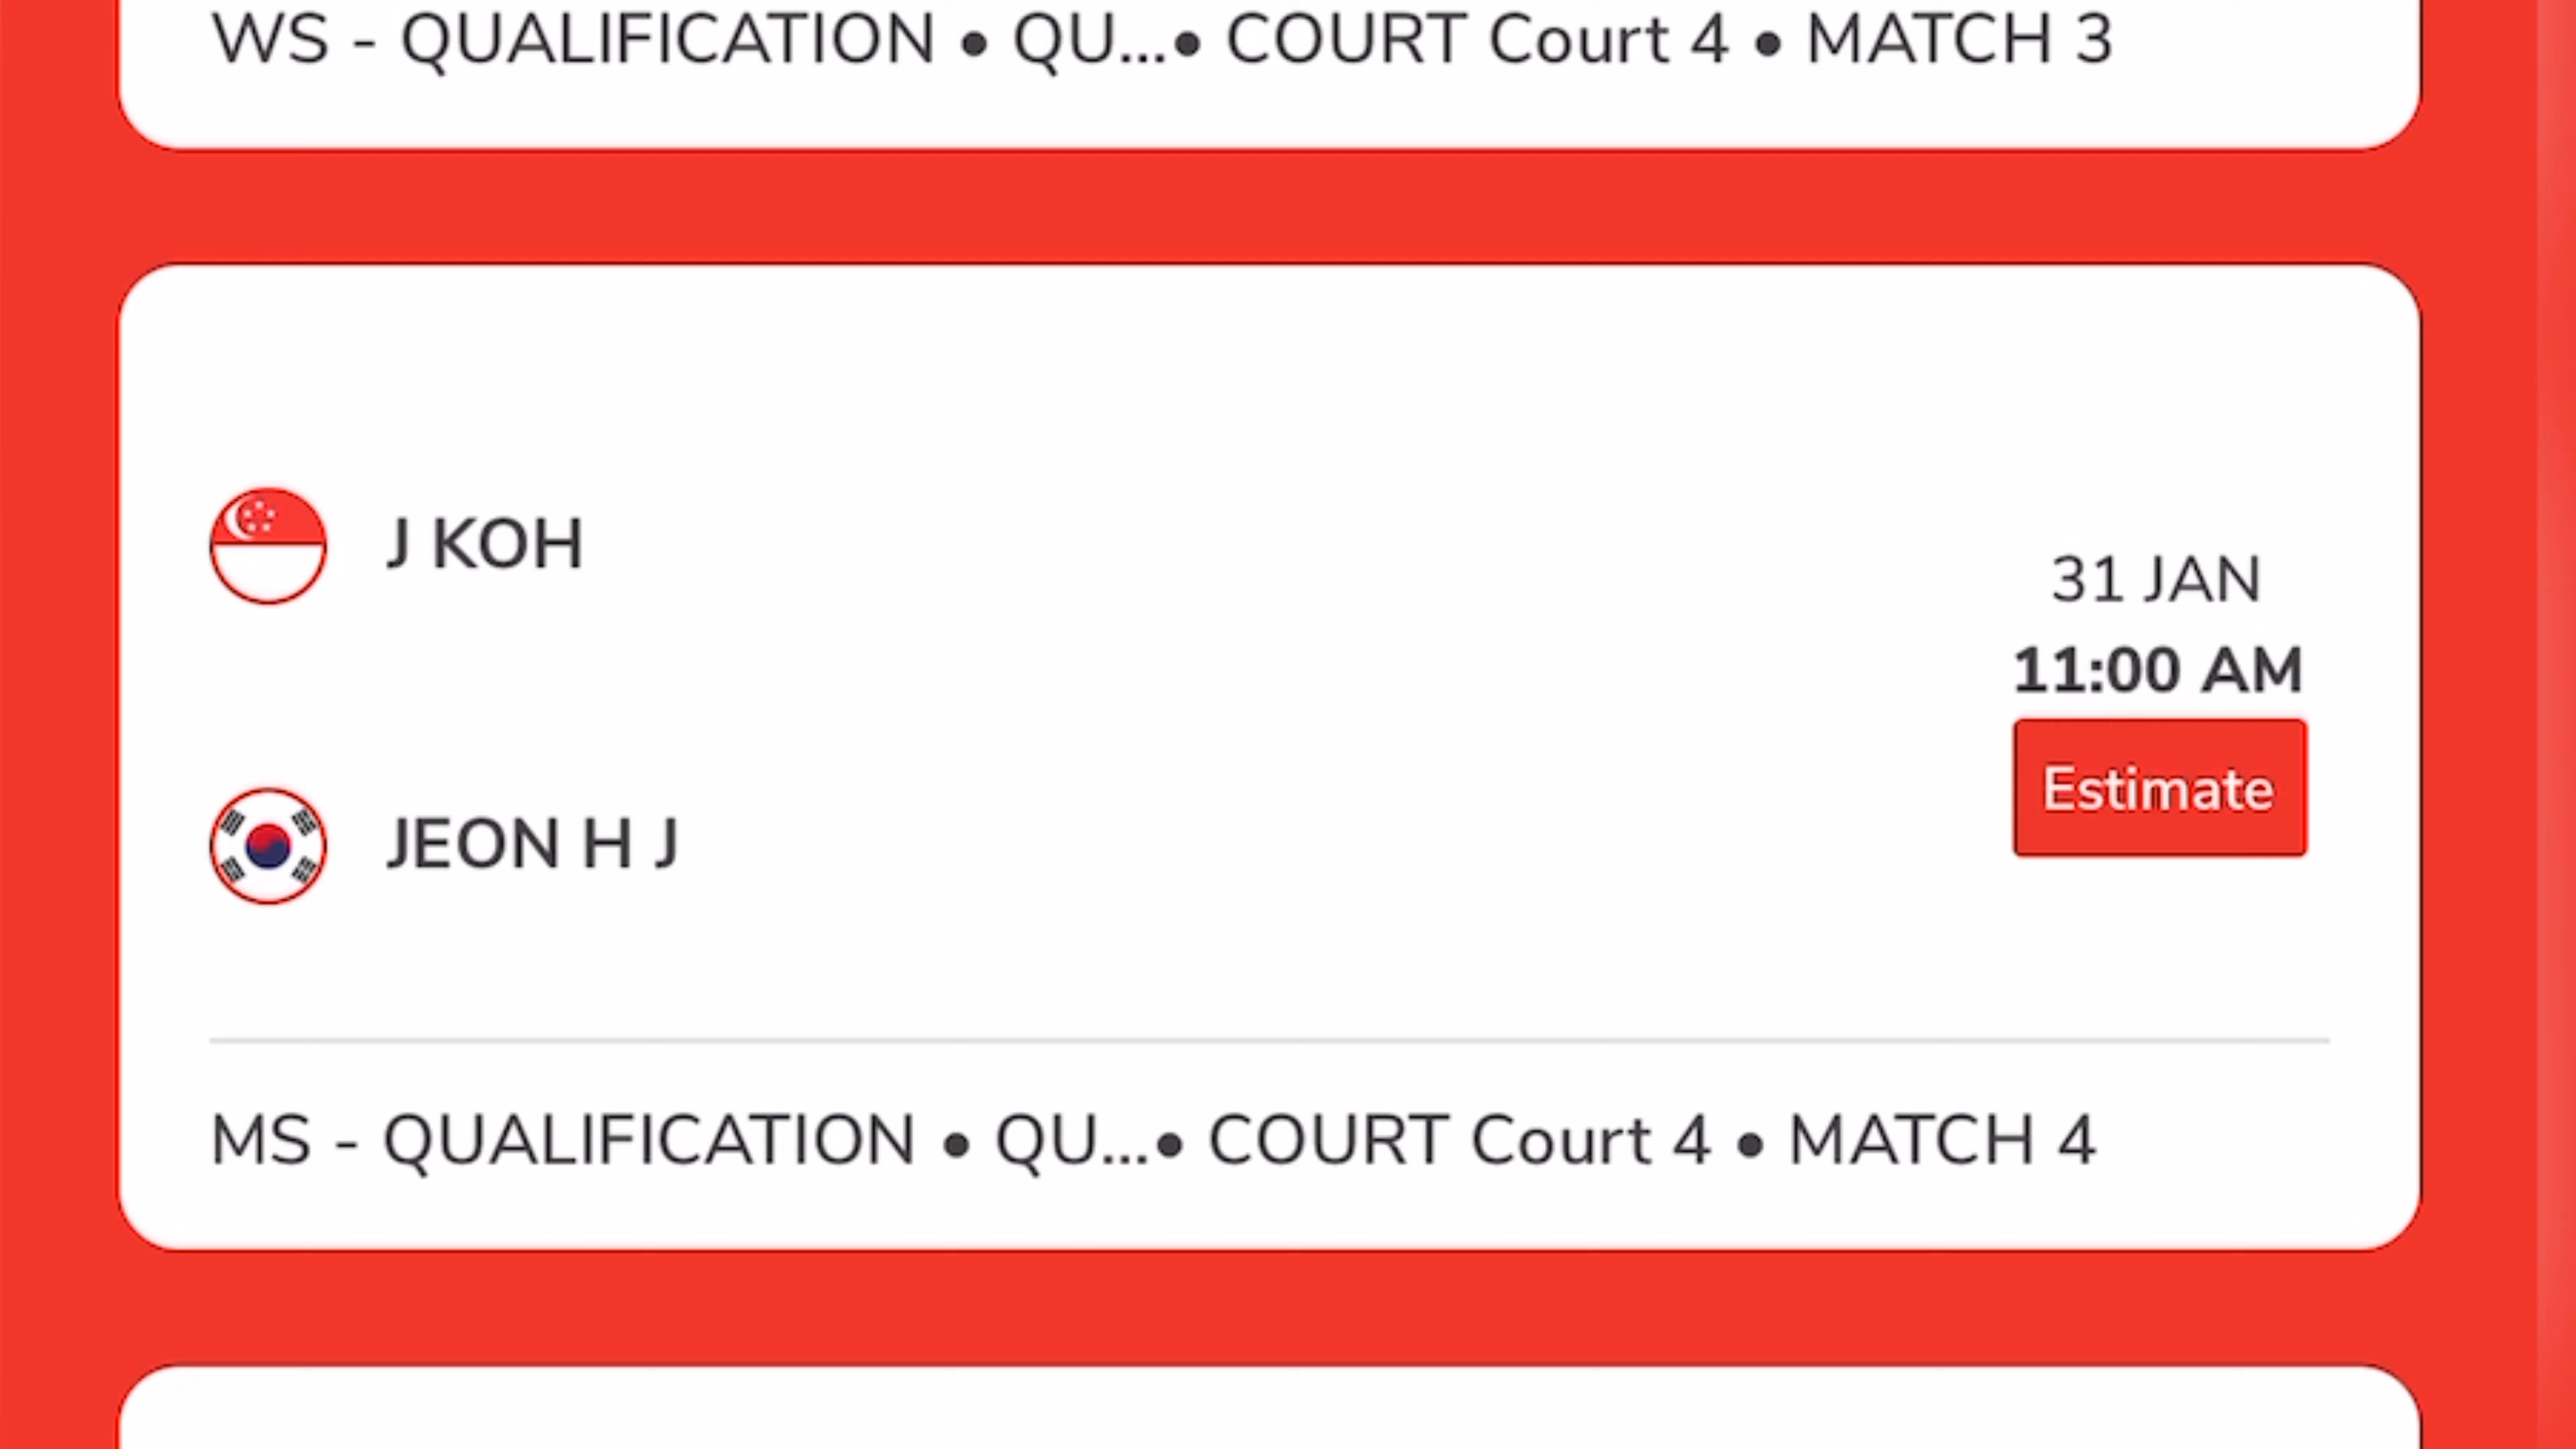 WS - QUALIFICATION • QU...• COURT Court 4 • MATCH 3
J KOH
31 JAN
11:00 AM
Estimate
JEON H J
MS - QUALIFICATION • QU...• COURT Court 4 • MATCH 4